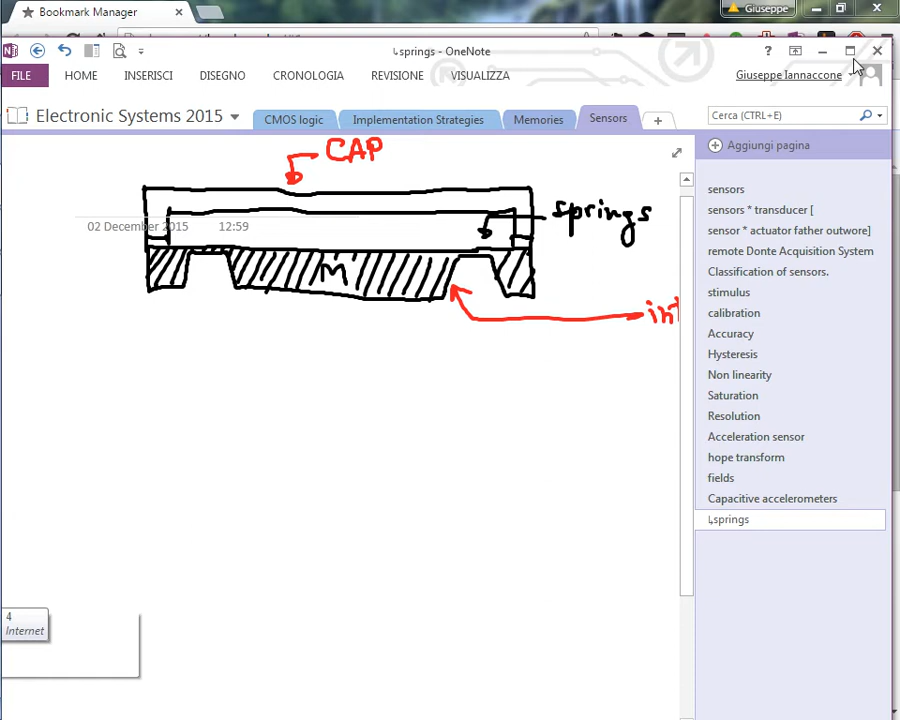 Bookmark Manager
Giuseppe
↳springs - OneNote
FILE
HOME
INSERISCI
DISEGNO
CRONOLOGIA
REVISIONE
VISUALIZZA
Giuseppe Iannaccone
Electronic Systems 2015
CMOS logic
Implementation Strategies
Memories
Sensors
Cerca (CTRL+E)
Aggiungi pagina
CAP
springs
02 December 2015 12:59
M
int
sensors
sensors * transducer [
sensor * actuator father outwore]
remote Donte Acquisition System
Classification of sensors.
stimulus
calibration
Accuracy
Hysteresis
Non linearity
Saturation
Resolution
Acceleration sensor
hope transform
fields
Capacitive accelerometers
↳springs
4
Internet